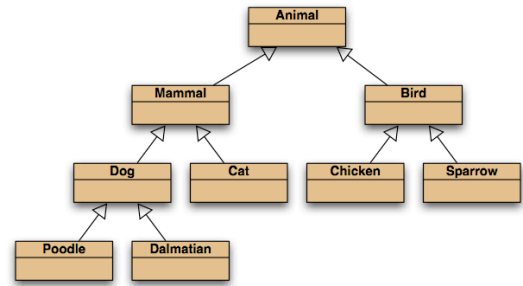 Animal
Mammal
Bird
Dog
Cat
Chicken
Sparrow
Poodle
Dalmatian